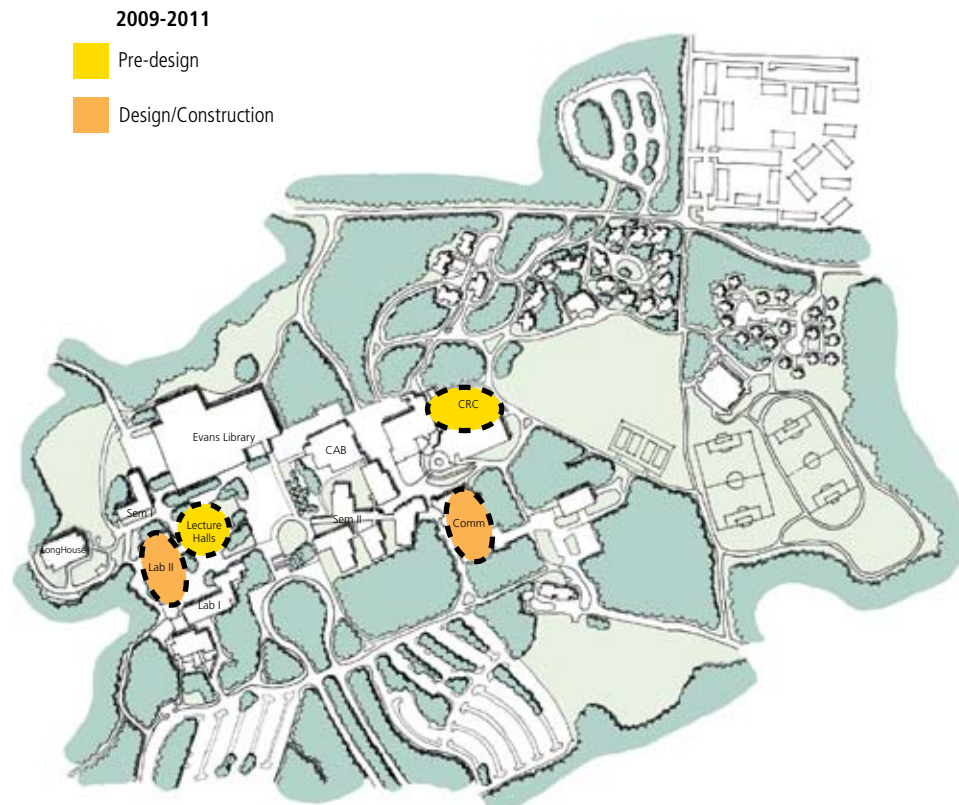 2009-2011
Pre-design
Design/Construction
CRC
Evans Library
CAB
Sem I
Sem II
Lecture
Halls
Comm
LongHouse
Lab II
Lab I